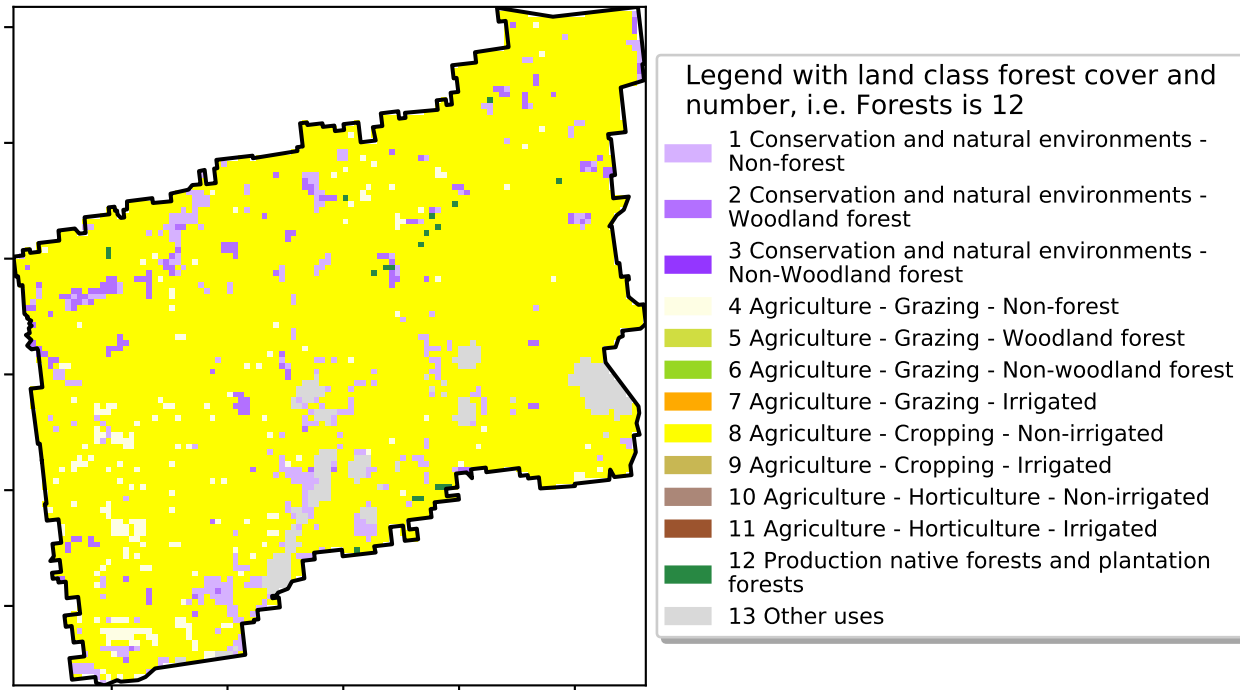 Legend with land class forest cover and
number, i.e. Forests is 12
1 Conservation and natural environments -
Non-forest
2 Conservation and natural environments -
Woodland forest
3 Conservation and natural environments -
Non-Woodland forest
4 Agriculture - Grazing - Non-forest
5 Agriculture - Grazing - Woodland forest
6 Agriculture - Grazing - Non-woodland forest
7 Agriculture - Grazing - Irrigated
8 Agriculture - Cropping - Non-irrigated
9 Agriculture - Cropping - Irrigated
10 Agriculture - Horticulture - Non-irrigated
11 Agriculture - Horticulture - Irrigated
12 Production native forests and plantation
forests
13 Other uses